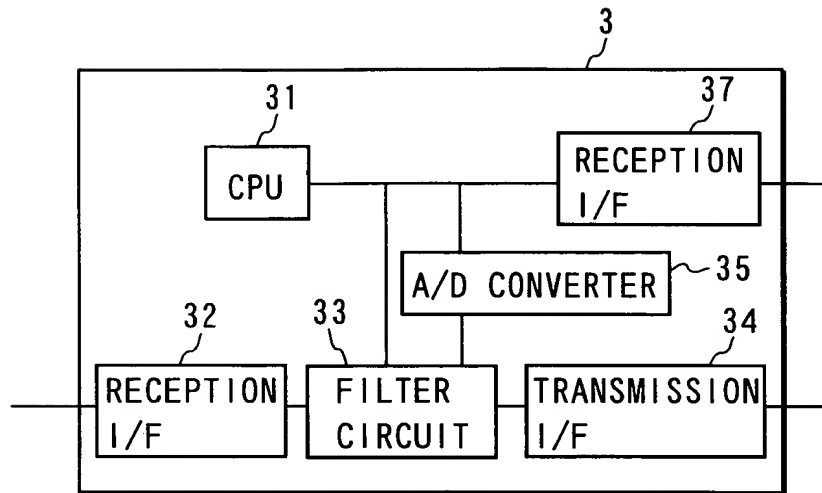 3
31
37
CPU
RECEPTION
I/F
A/D CONVERTER
35
32
33
34
RECEPTION
I/F
FILTER
CIRCUIT
TRANSMISSION
I/F